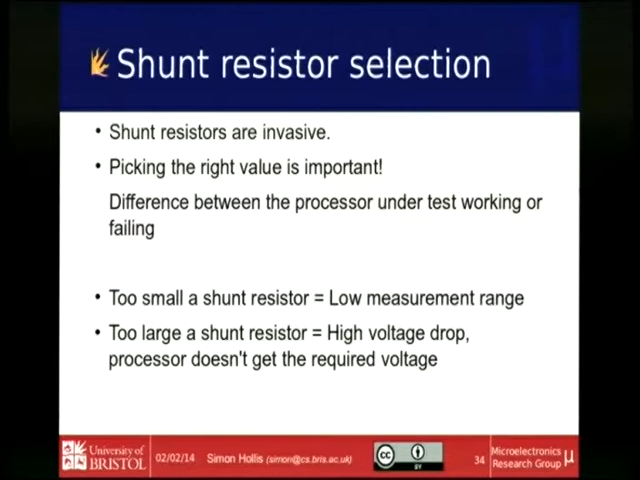 Shunt resistor selection
• Shunt resistors are invasive.
• Picking the right value is important!
Difference between the processor under test working or
failing
• Too small a shunt resistor = Low measurement range
• Too large a shunt resistor = High voltage drop,
processor doesn't get the required voltage
University of
BRISTOL
02/02/14
Simon Hollis (simon@cs.bris.ac.uk)
cc
BY
34
Microelectronics
Research Group
μ